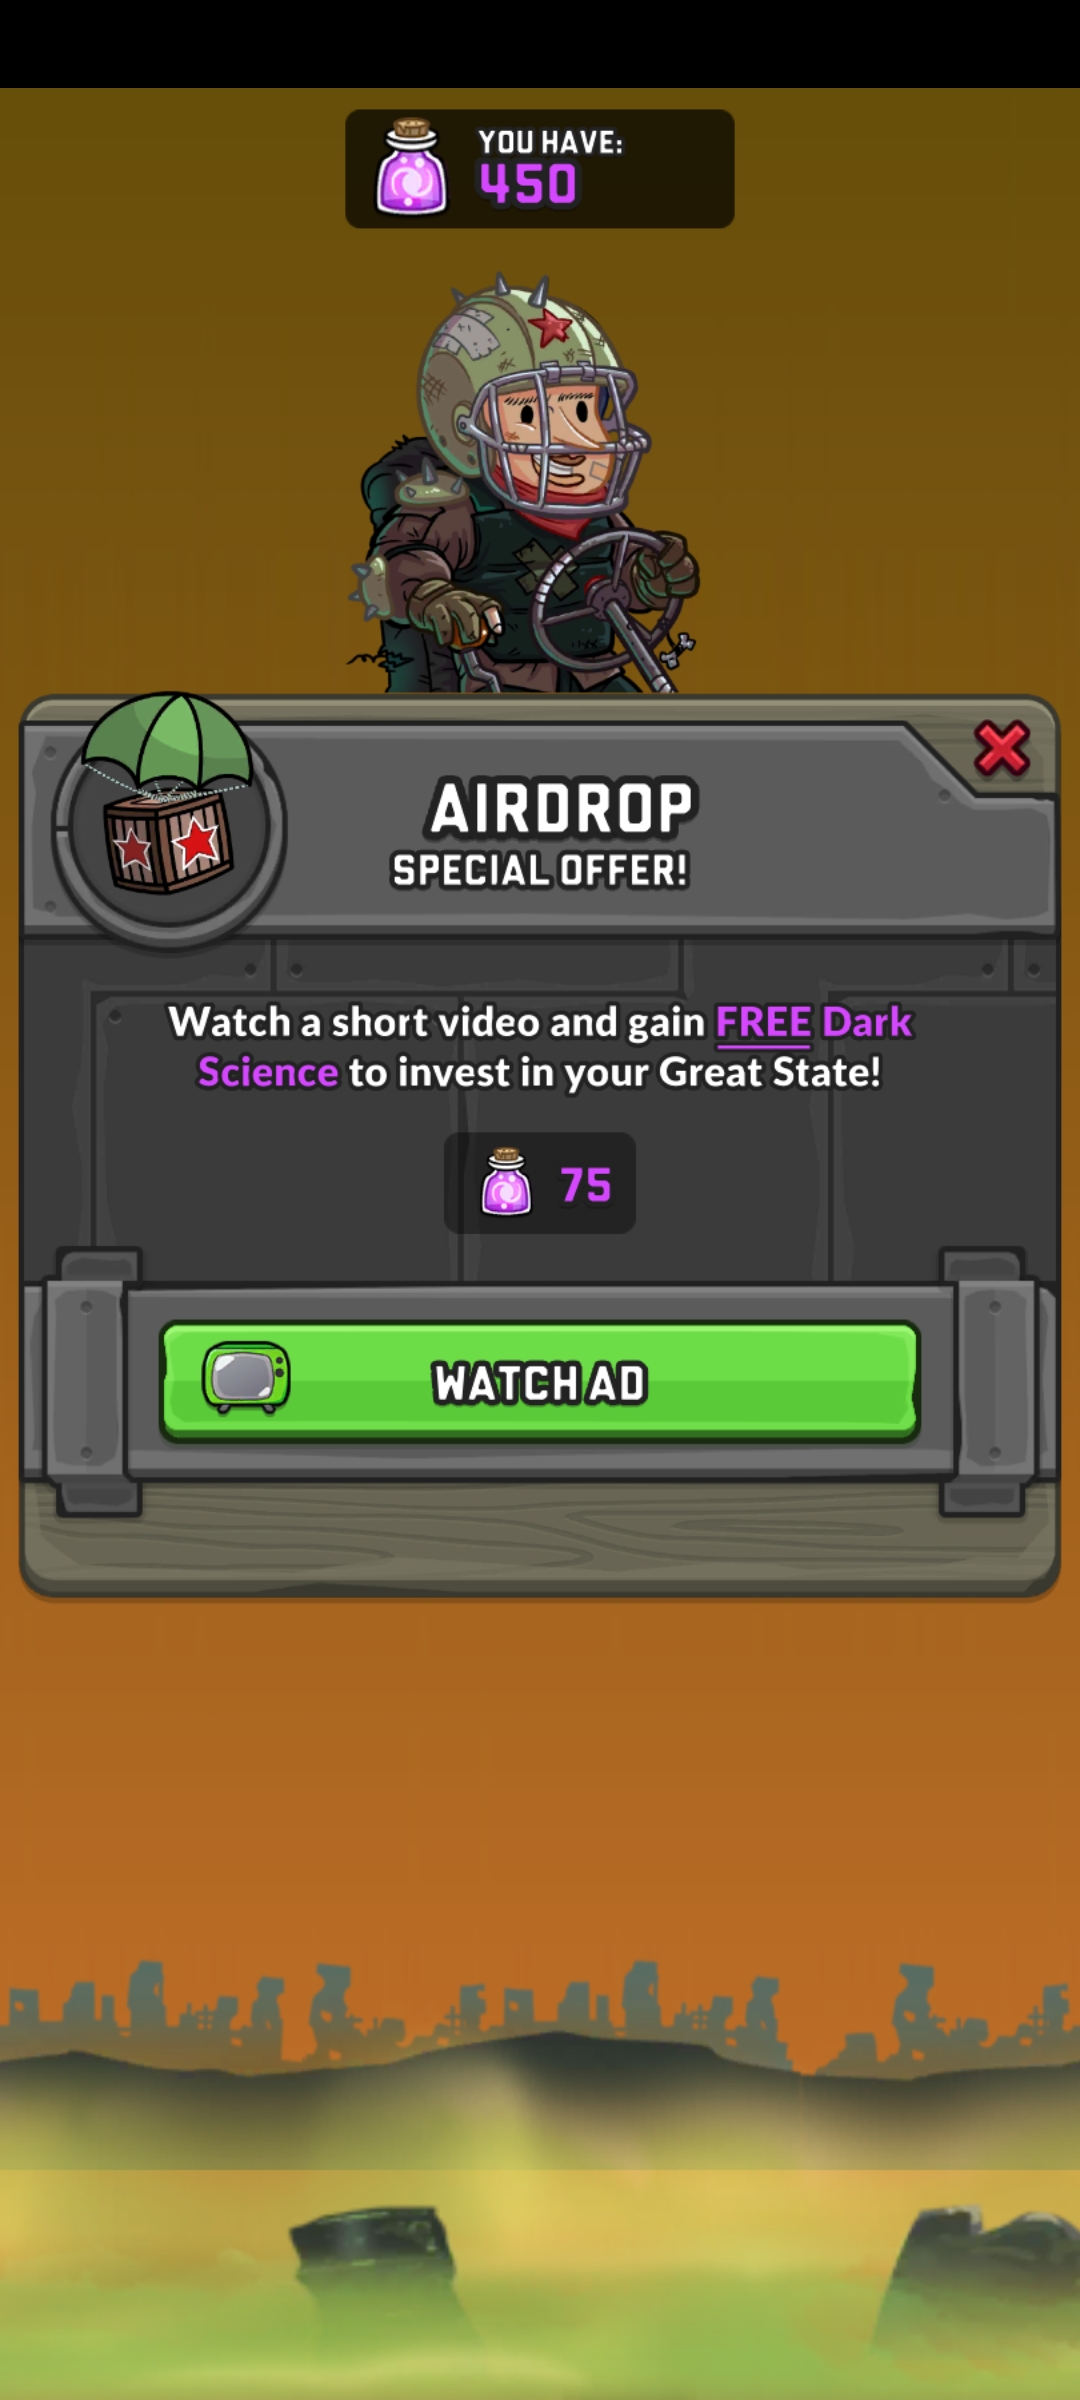 YOU HAVE:
450
AIRDROP
SPECIAL OFFER!
Watch a short video and gain FREE Dark
Science to invest in your Great State!
75
WATCH AD